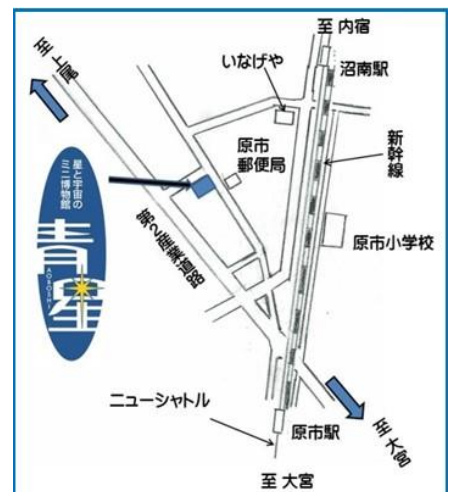 至 内宿
至 上尾
いなげや
沼南駅
原市
郵便局
新幹線
星と宇宙の
ミニ博物館
青星
AOBOSHI
第2産業道路
原市小学校
ニューシャトル
原市駅
至 大宮
至 大宮